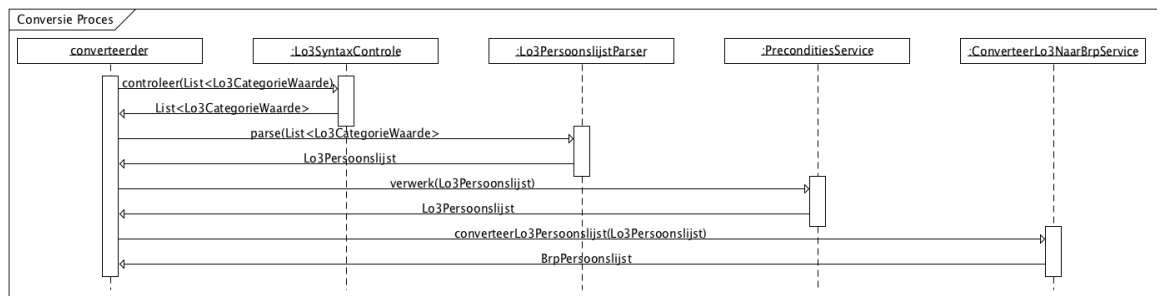 Conversie Proces
converteerder
:Lo3SyntaxControle
:Lo3PersoonslijstParser
:PreconditiesService
:ConverteerLo3NaarBrpService
controleer(List<Lo3CategorieWaarde)
List<Lo3CategorieWaarde>
parse(List<Lo3CategorieWaarde>
Lo3Persoonslijst
verwerk(Lo3Persoonslijst)
Lo3Persoonslijst
converteerLo3Persoonslijst(Lo3Persoonslijst)
BrpPersoonslijst